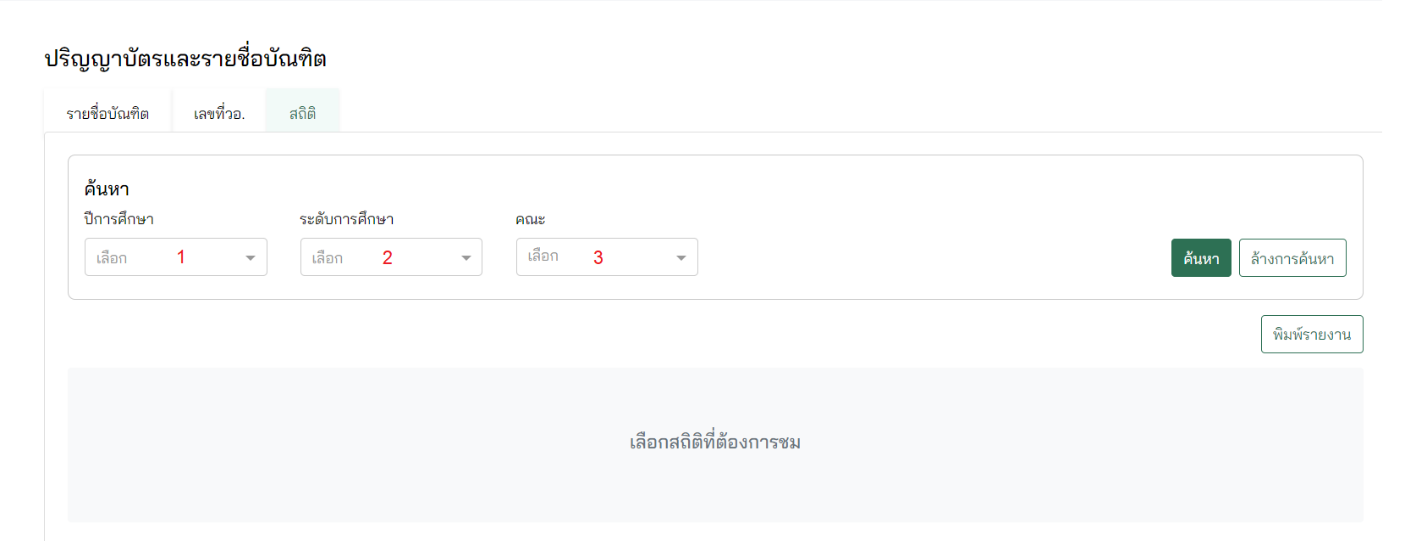 ปริญญาบัตรและรายชื่อบัณฑิต
รายชื่อบัณฑิต เลขที่วอ. สถิติ
ค้นหา
ปีการศึกษา ระดับการศึกษา คณะ
เลือก 1 เลือก 2 เลือก 3 ค้นหา ล้างการค้นหา
พิมพ์รายงาน
เลือกสถิติที่ต้องการชม